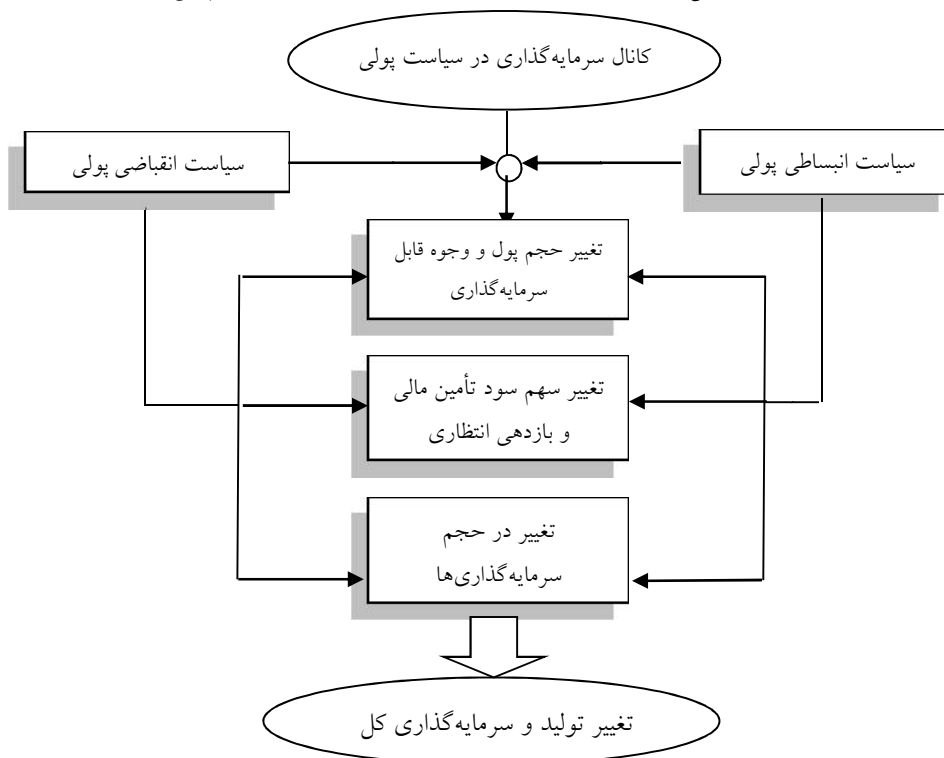 کانال سرمایه‌گذاری در سیاست پولی
سیاست انبساطی پولی
سیاست انقباضی پولی
تغییر حجم پول و وجوه قابل
سرمایه‌گذاری
تغییر سهم سود تأمین مالی
و بازدهی انتظاری
تغییر در حجم
سرمایه‌گذاری‌ها
تغییر تولید و سرمایه‌گذاری کل